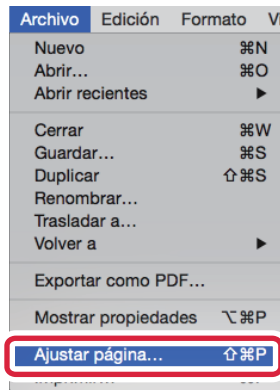 Archivo Edición Formato
Nuevo ⌘N
Abrir... ⌘O
Abrir recientes ▶
Cerrar ⌘W
Guardar... ⌘S
Duplicar ⇧⌘S
Renombrar...
Trasladar a...
Volver a ▶
Exportar como PDF...
Mostrar propiedades ⌥⌘P
Ajustar página... ⇧⌘P